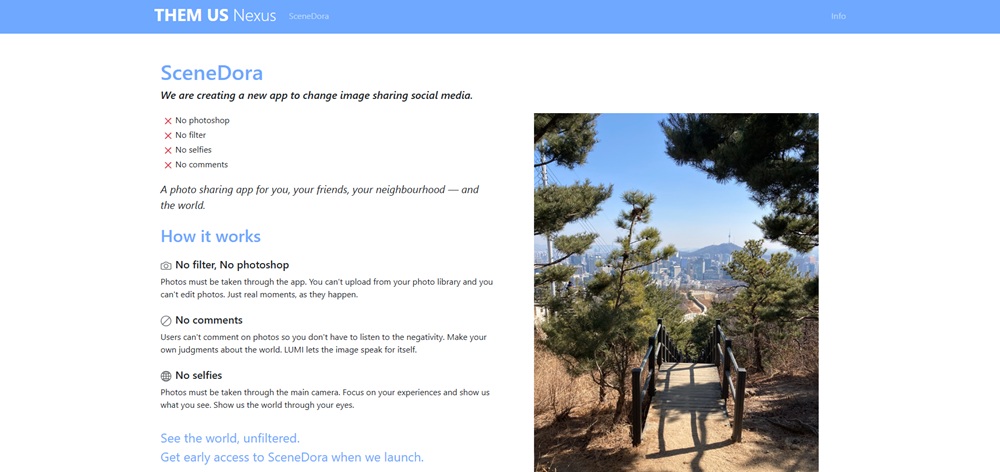 THEM US Nexus SceneDora Info
SceneDora
We are creating a new app to change image sharing social media.
No photoshop
No filter
No selfies
No comments
A photo sharing app for you, your friends, your neighbourhood — and
the world.
How it works
No filter, No photoshop
Photos must be taken through the app. You can't upload from your photo library and you
can't edit photos. Just real moments, as they happen.
No comments
Users can't comment on photos so you don't have to listen to the negativity. Make your
own judgments about the world. LUMI lets the image speak for itself.
No selfies
Photos must be taken through the main camera. Focus on your experiences and show us
what you see. Show us the world through your eyes.
See the world, unfiltered.
Get early access to SceneDora when we launch.